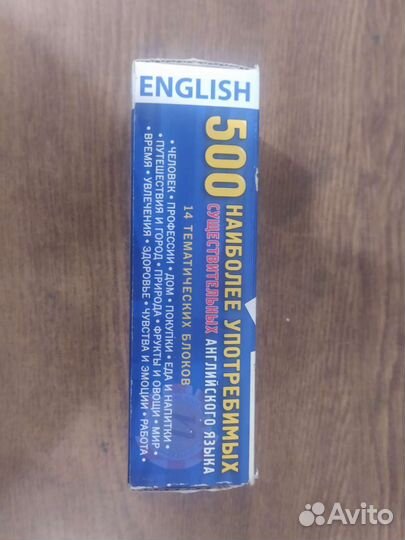 ENGLISH
500 НАИБОЛЕЕ УПОТРЕБИМЫХ
СУЩЕСТВИТЕЛЬНЫХ АНГЛИЙСКОГО ЯЗЫКА
14 ТЕМАТИЧЕСКИХ БЛОКОВ
• ЧЕЛОВЕК • ПРОФЕССИИ • ДОМ • ПОКУПКИ • ЕДА И НАПИТКИ •
• ПУТЕШЕСТВИЯ И ГОРОД • ПРИРОДА • ФРУКТЫ И ОВОЩИ • МИР •
• ВРЕМЯ • УВЛЕЧЕНИЯ • ЗДОРОВЬЕ • ЧУВСТВА И ЭМОЦИИ • РАБОТА •
Avito